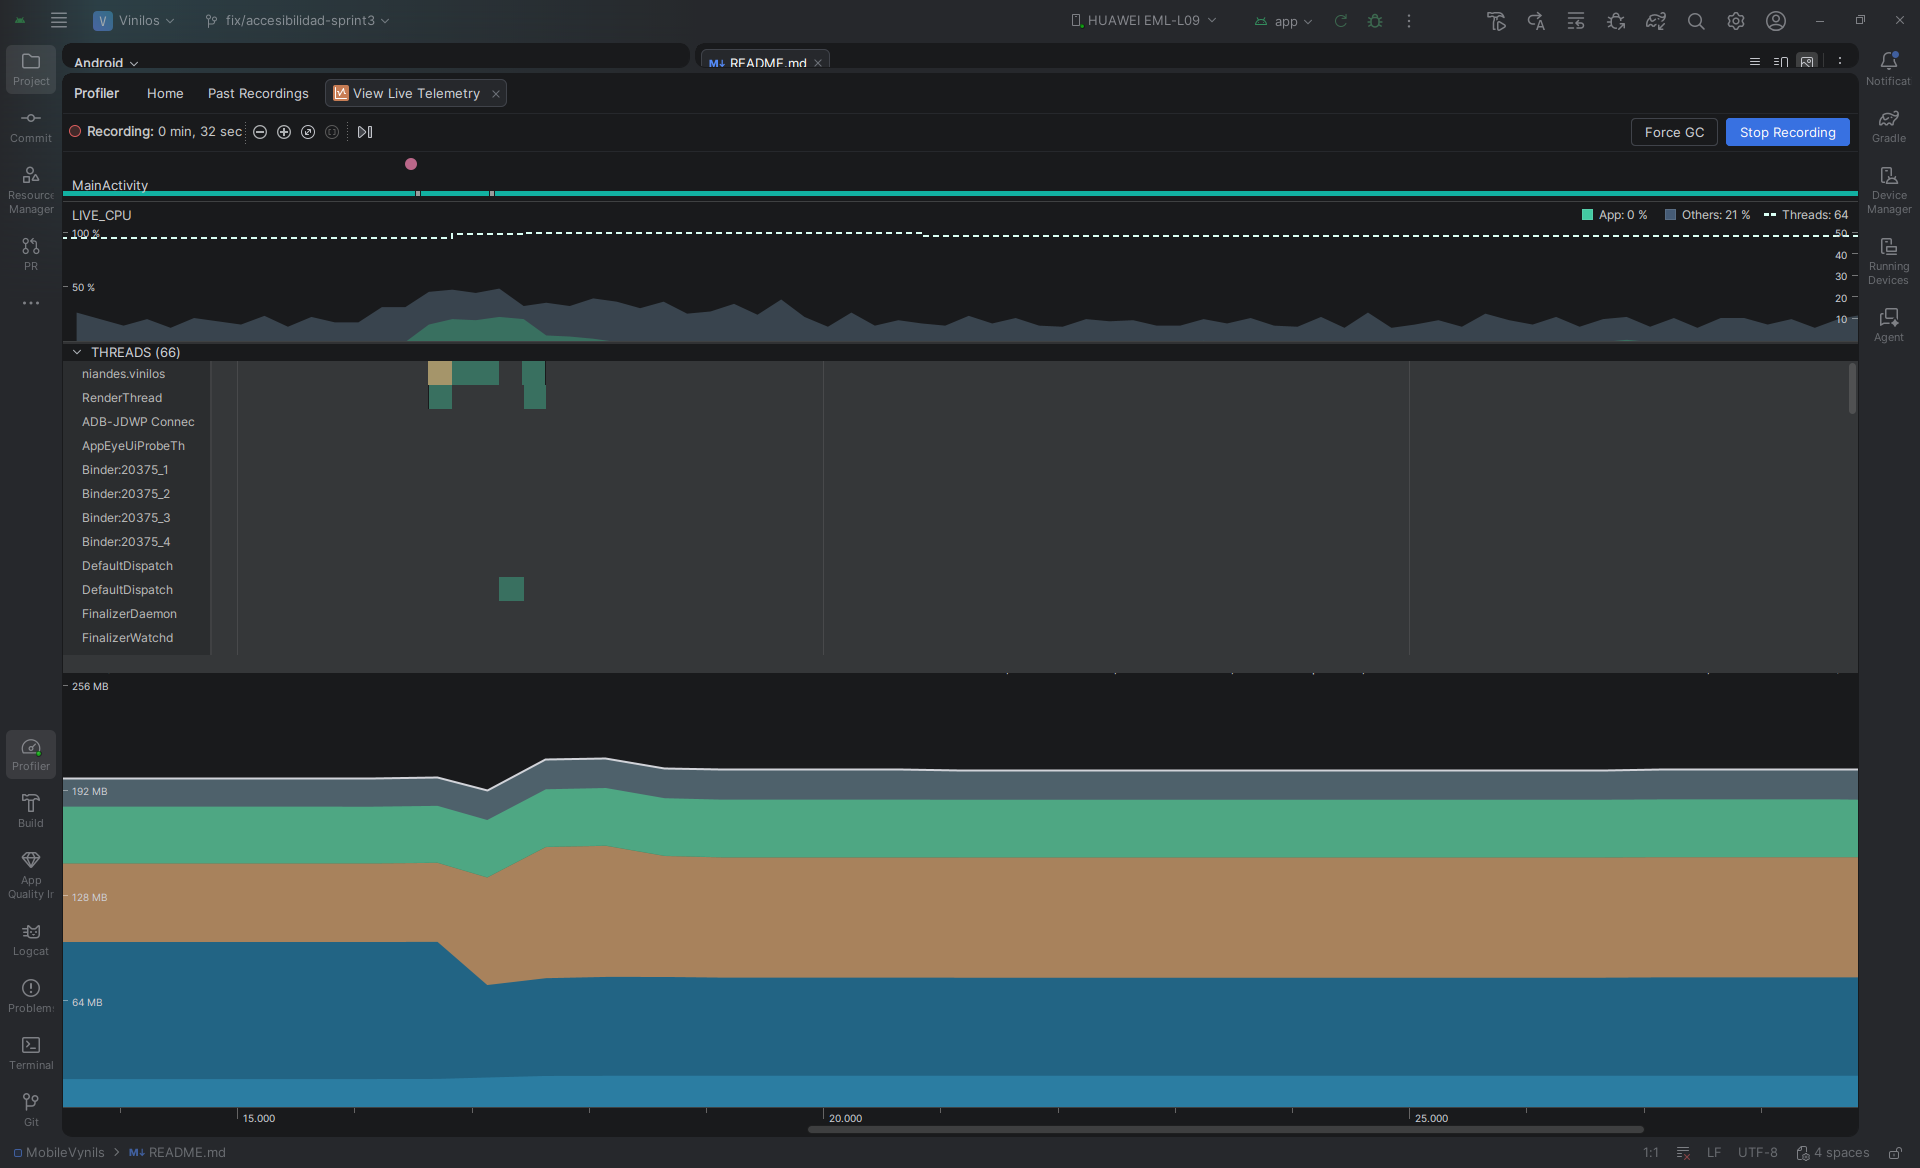 V Vinilos
fix/accesibilidad-sprint3
HUAWEI EML-L09
app
Project
Commit
Resource
Manager
PR
Android
README.md
Profiler
Home
Past Recordings
View Live Telemetry
Recording: 0 min, 32 sec
Force GC
Stop Recording
MainActivity
LIVE_CPU
App: 0 %
Others: 21 %
Threads: 64
100 %
50 %
50
40
30
20
10
THREADS (66)
niandes.vinilos
RenderThread
ADB-JDWP Connec
AppEyeUiProbeTh
Binder:20375_1
Binder:20375_2
Binder:20375_3
Binder:20375_4
DefaultDispatch
DefaultDispatch
FinalizerDaemon
FinalizerWatchd
256 MB
192 MB
128 MB
64 MB
15.000
20.000
25.000
Notificat
Gradle
Device
Manager
Running
Devices
Agent
Profiler
Build
App
Quality In
Logcat
Problem
Terminal
Git
MobileVynils > README.md
1:1
LF
UTF-8
4 spaces